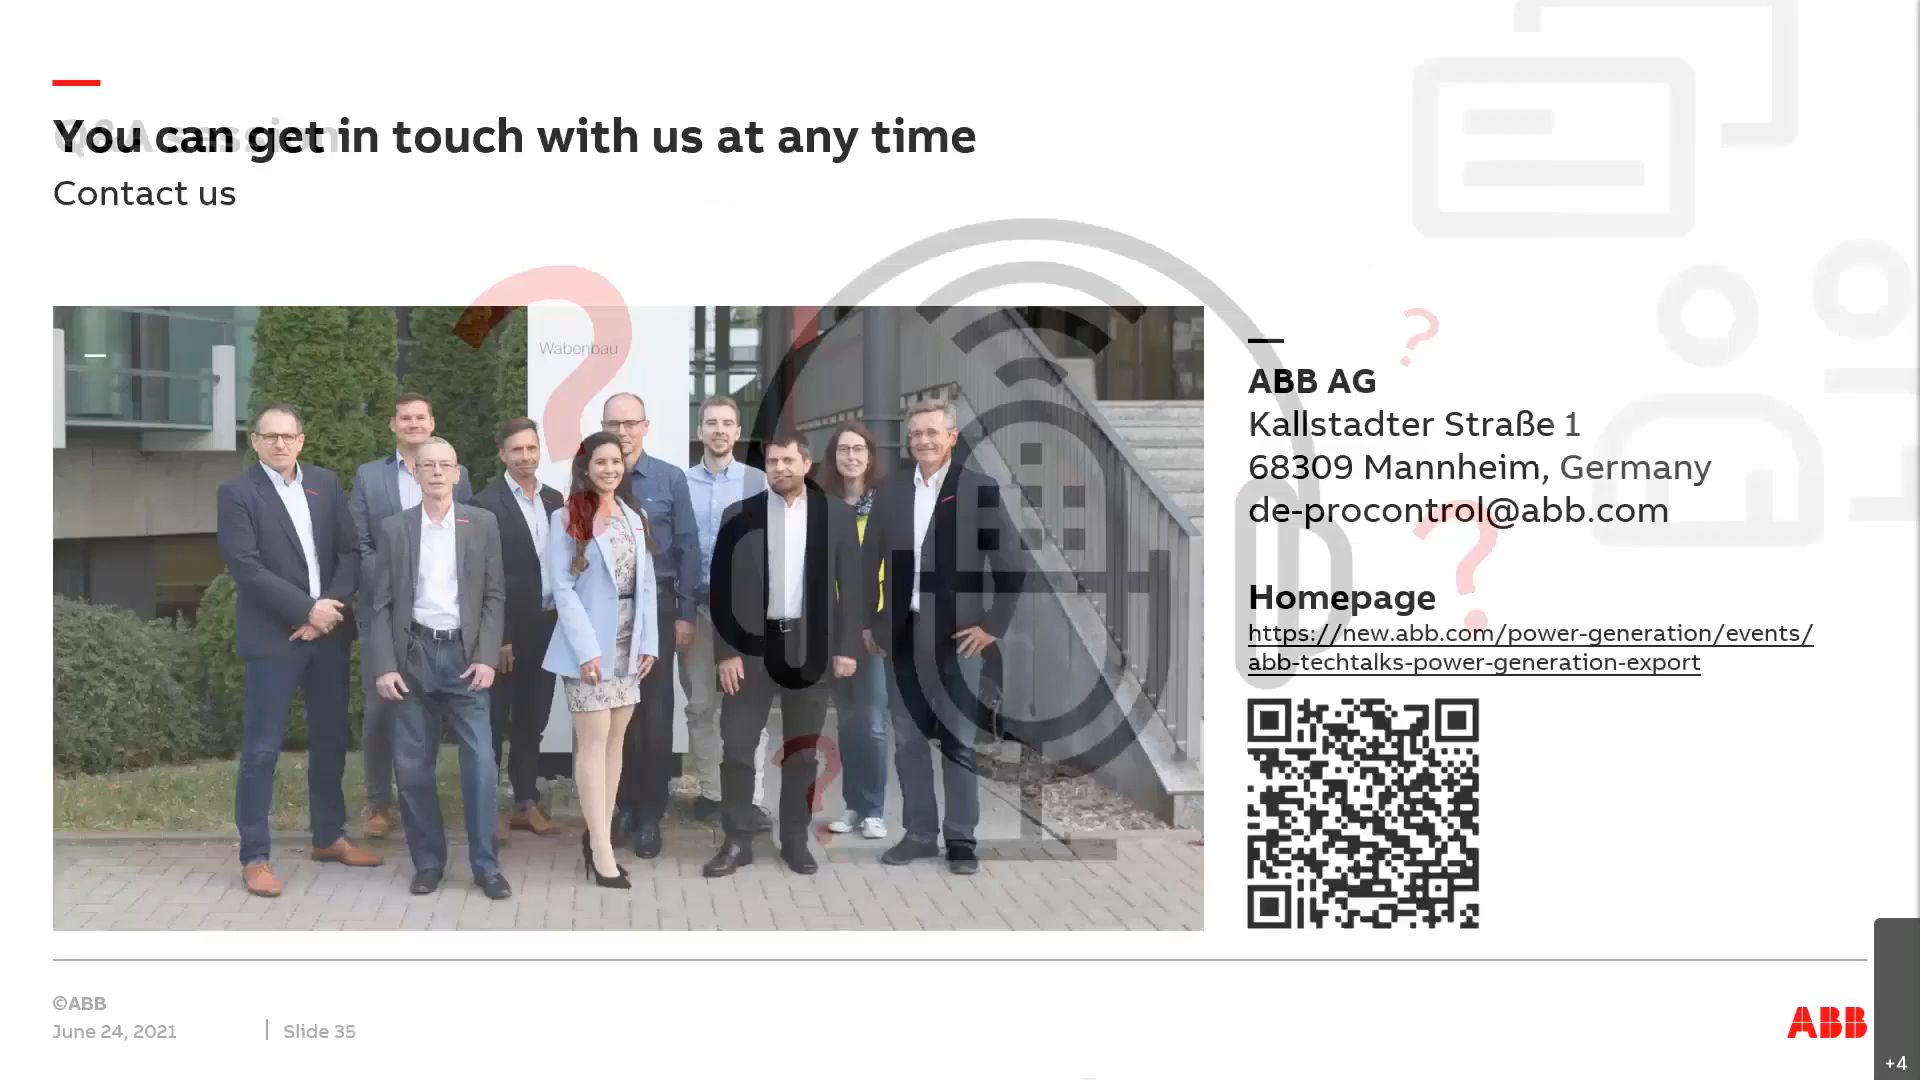 Q&A session
You can get in touch with us at any time
Contact us
Wabenbau
ABB AG
Kallstadter Straße 1
68309 Mannheim, Germany
de-procontrol@abb.com
Homepage
https://new.abb.com/power-generation/events/
abb-techtalks-power-generation-export
©ABB
June 24, 2021
Slide 35
ABB
+4